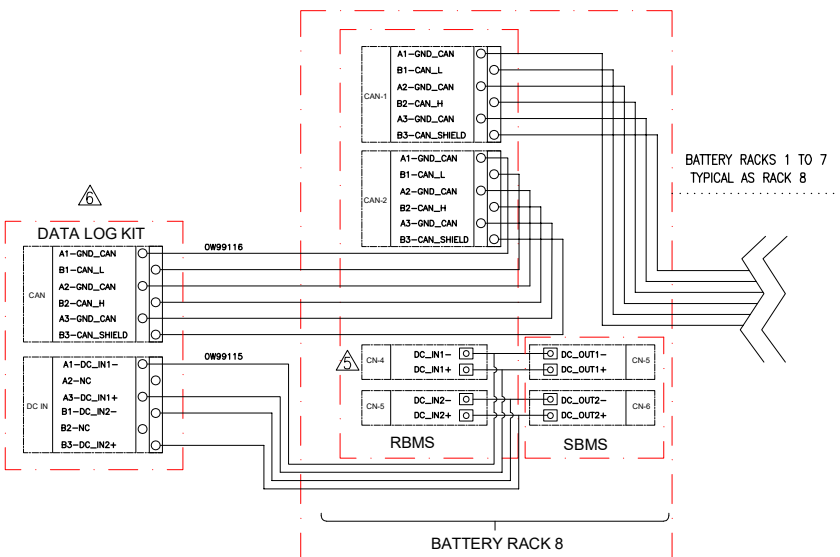 CAN-1
A1-GND_CAN
B1-CAN_L
A2-GND_CAN
B2-CAN_H
A3-GND_CAN
B3-CAN_SHIELD
CAN-2
A1-GND_CAN
B1-CAN_L
A2-GND_CAN
B2-CAN_H
A3-GND_CAN
B3-CAN_SHIELD
BATTERY RACKS 1 TO 7
TYPICAL AS RACK 8
6
DATA LOG KIT
CAN
A1-GND_CAN
B1-CAN_L
A2-GND_CAN
B2-CAN_H
A3-GND_CAN
B3-CAN_SHIELD
OW99116
DC IN
A1-DC_IN1-
A2-NC
A3-DC_IN1+
B1-DC_IN2-
B2-NC
B3-DC_IN2+
OW99115
5
CN-4
DC_IN1-
DC_IN1+
DC_OUT1-
DC_OUT1+
CN-5
CN-5
DC_IN2-
DC_IN2+
DC_OUT2-
DC_OUT2+
CN-6
RBMS
SBMS
BATTERY RACK 8